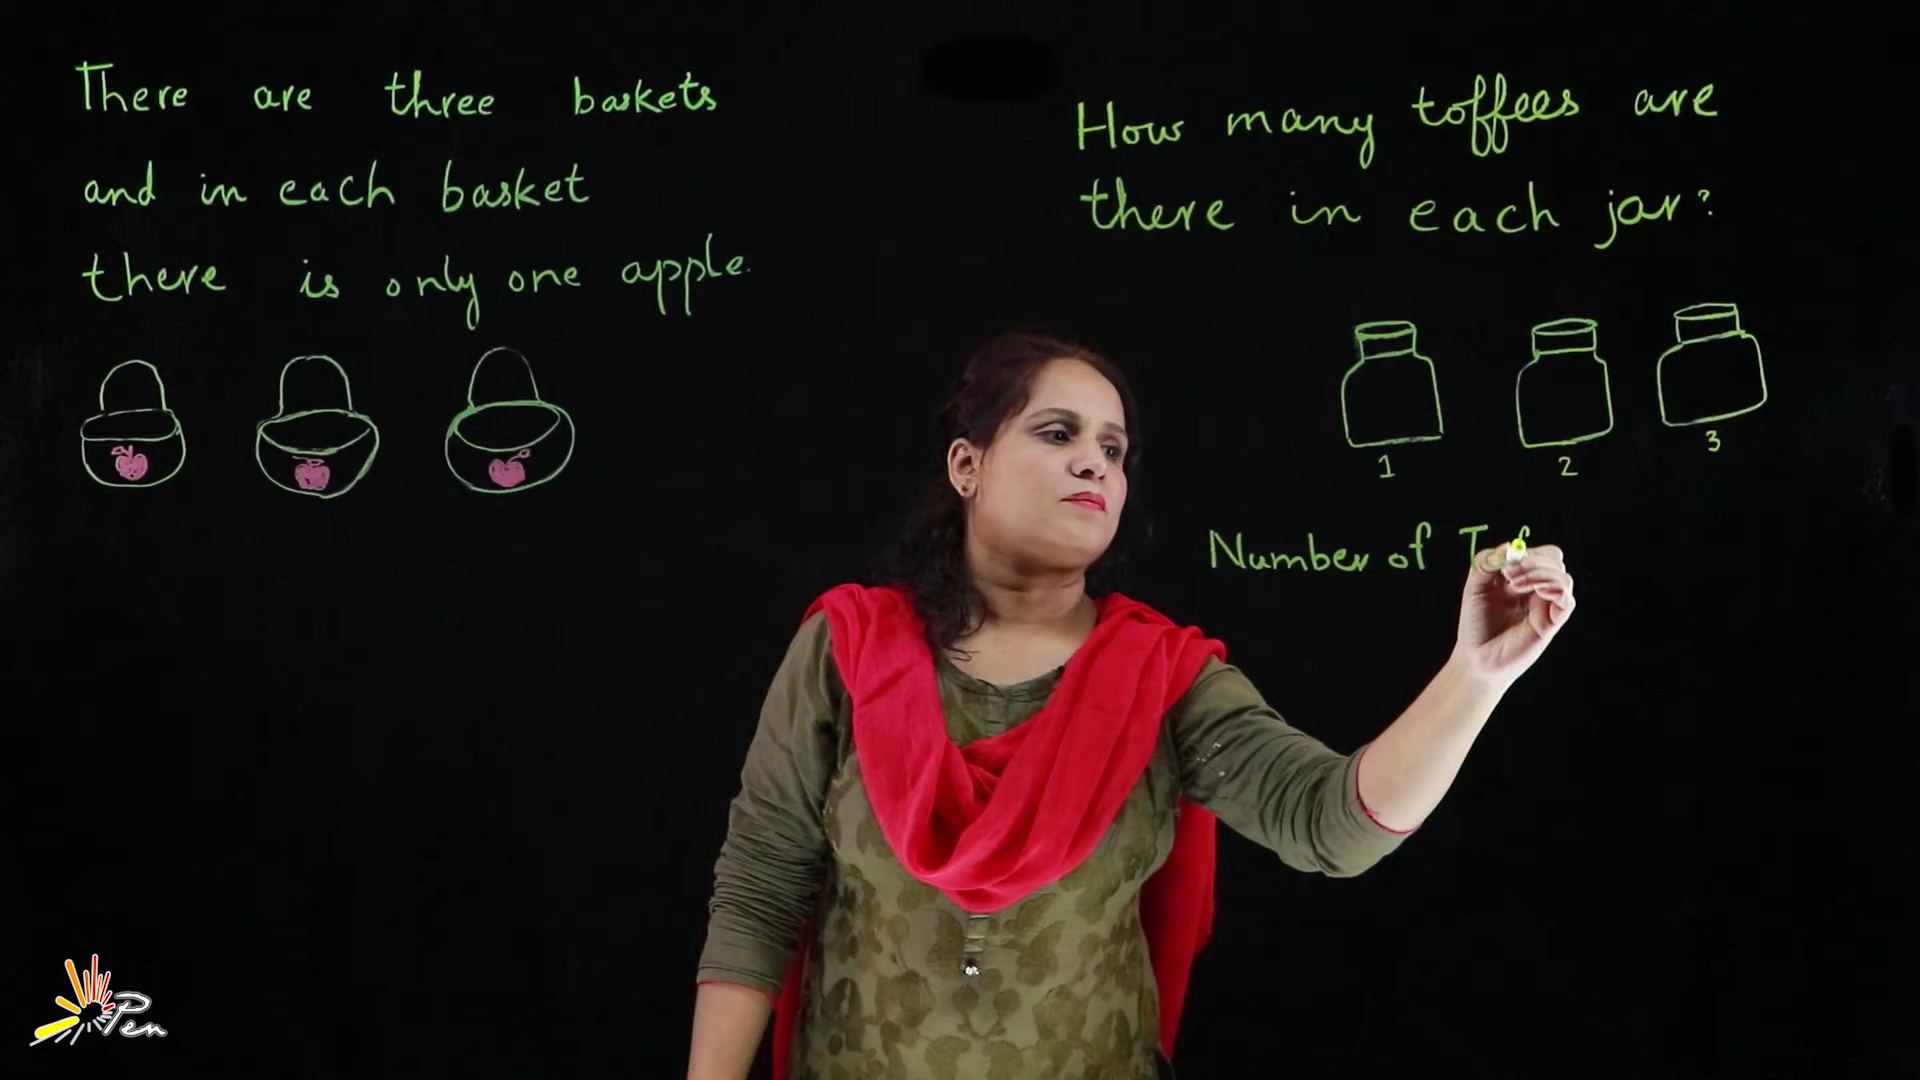 There are three baskets
and in each basket
there is only one apple.
How many toffees are
there in each jar?
1 2 3
Number of
Pen